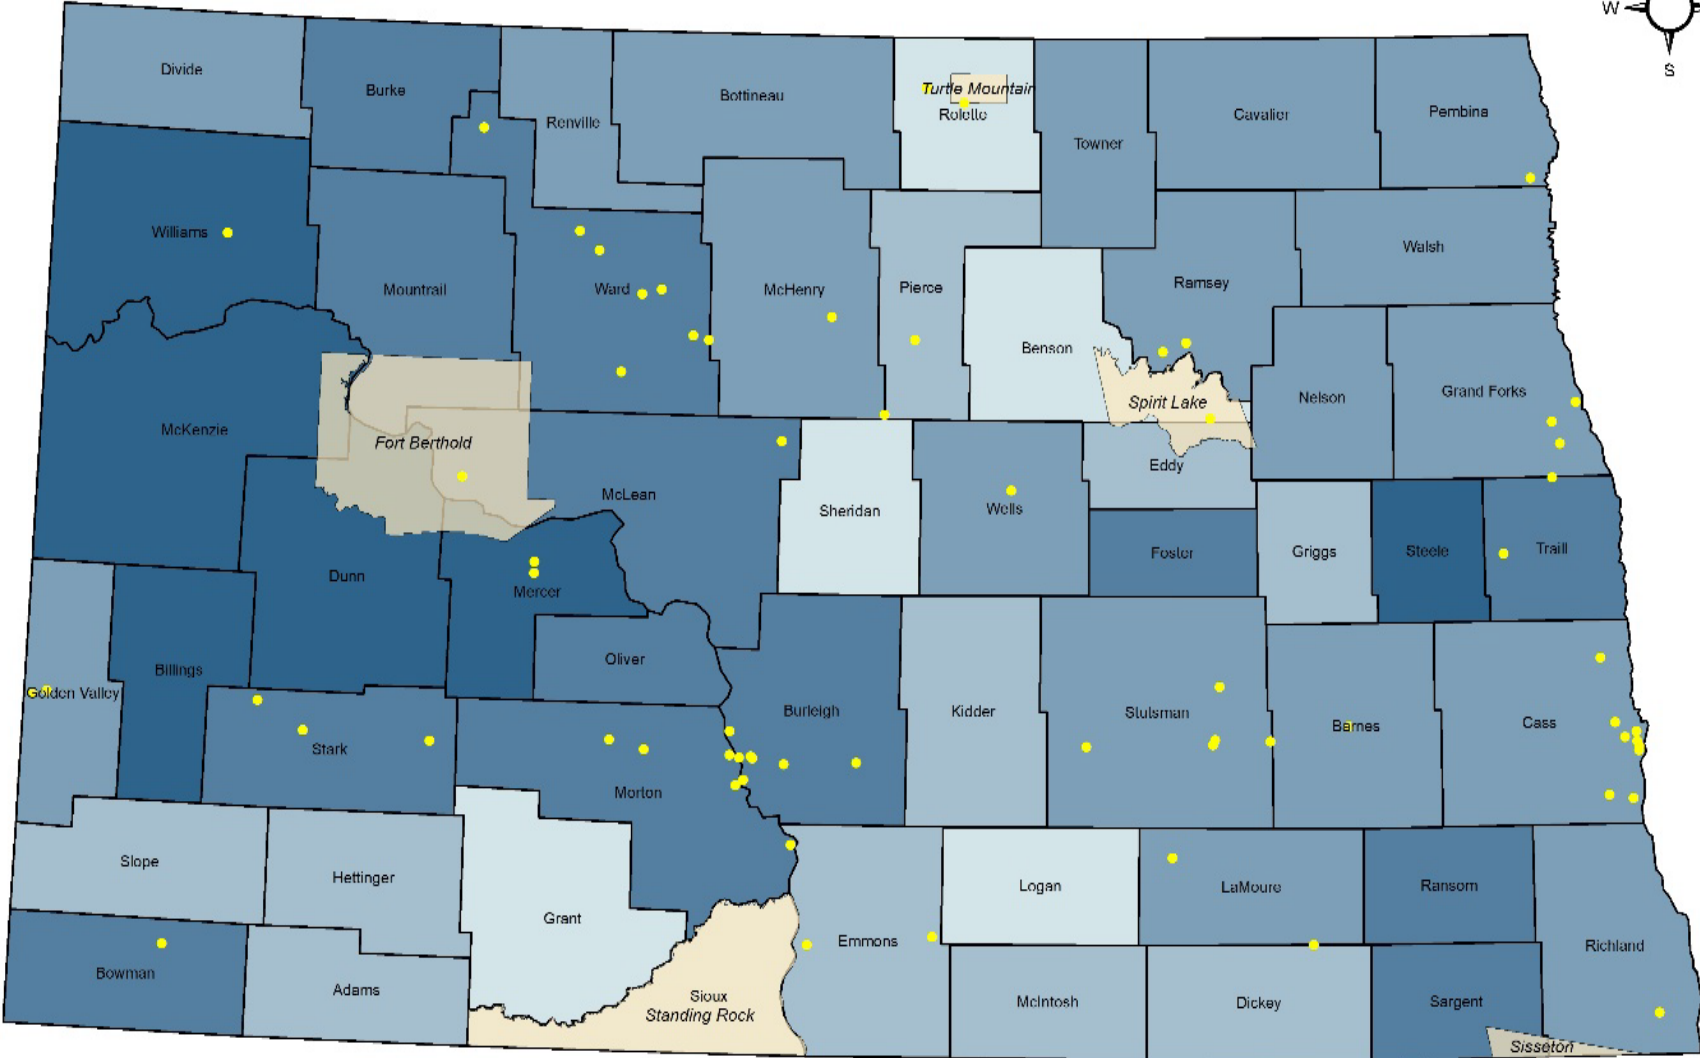 W
S
Divide
Burke
Renville
Bottineau
Turtle Mountain
Rolette
Towner
Cavalier
Pembina
Williams
Mountrail
Ward
McHenry
Pierce
Benson
Ramsey
Walsh
McKenzie
Fort Berthold
McLean
Sheridan
Wells
Spirit Lake
Eddy
Nelson
Grand Forks
Dunn
Mercer
Foster
Griggs
Steele
Traill
Golden Valley
Billings
Oliver
Stark
Morton
Burleigh
Kidder
Stutsman
Barnes
Cass
Slope
Hettinger
Grant
Emmons
Logan
LaMoure
Ransom
Richland
Bowman
Adams
Sioux
Standing Rock
McIntosh
Dickey
Sargent
Sisseton